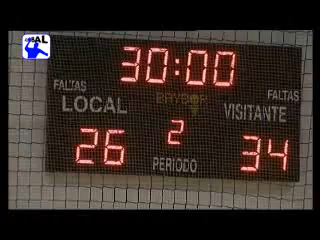 30:00
FALTAS FALTAS
LOCAL VISITANTE
26 2 34
PERIODO